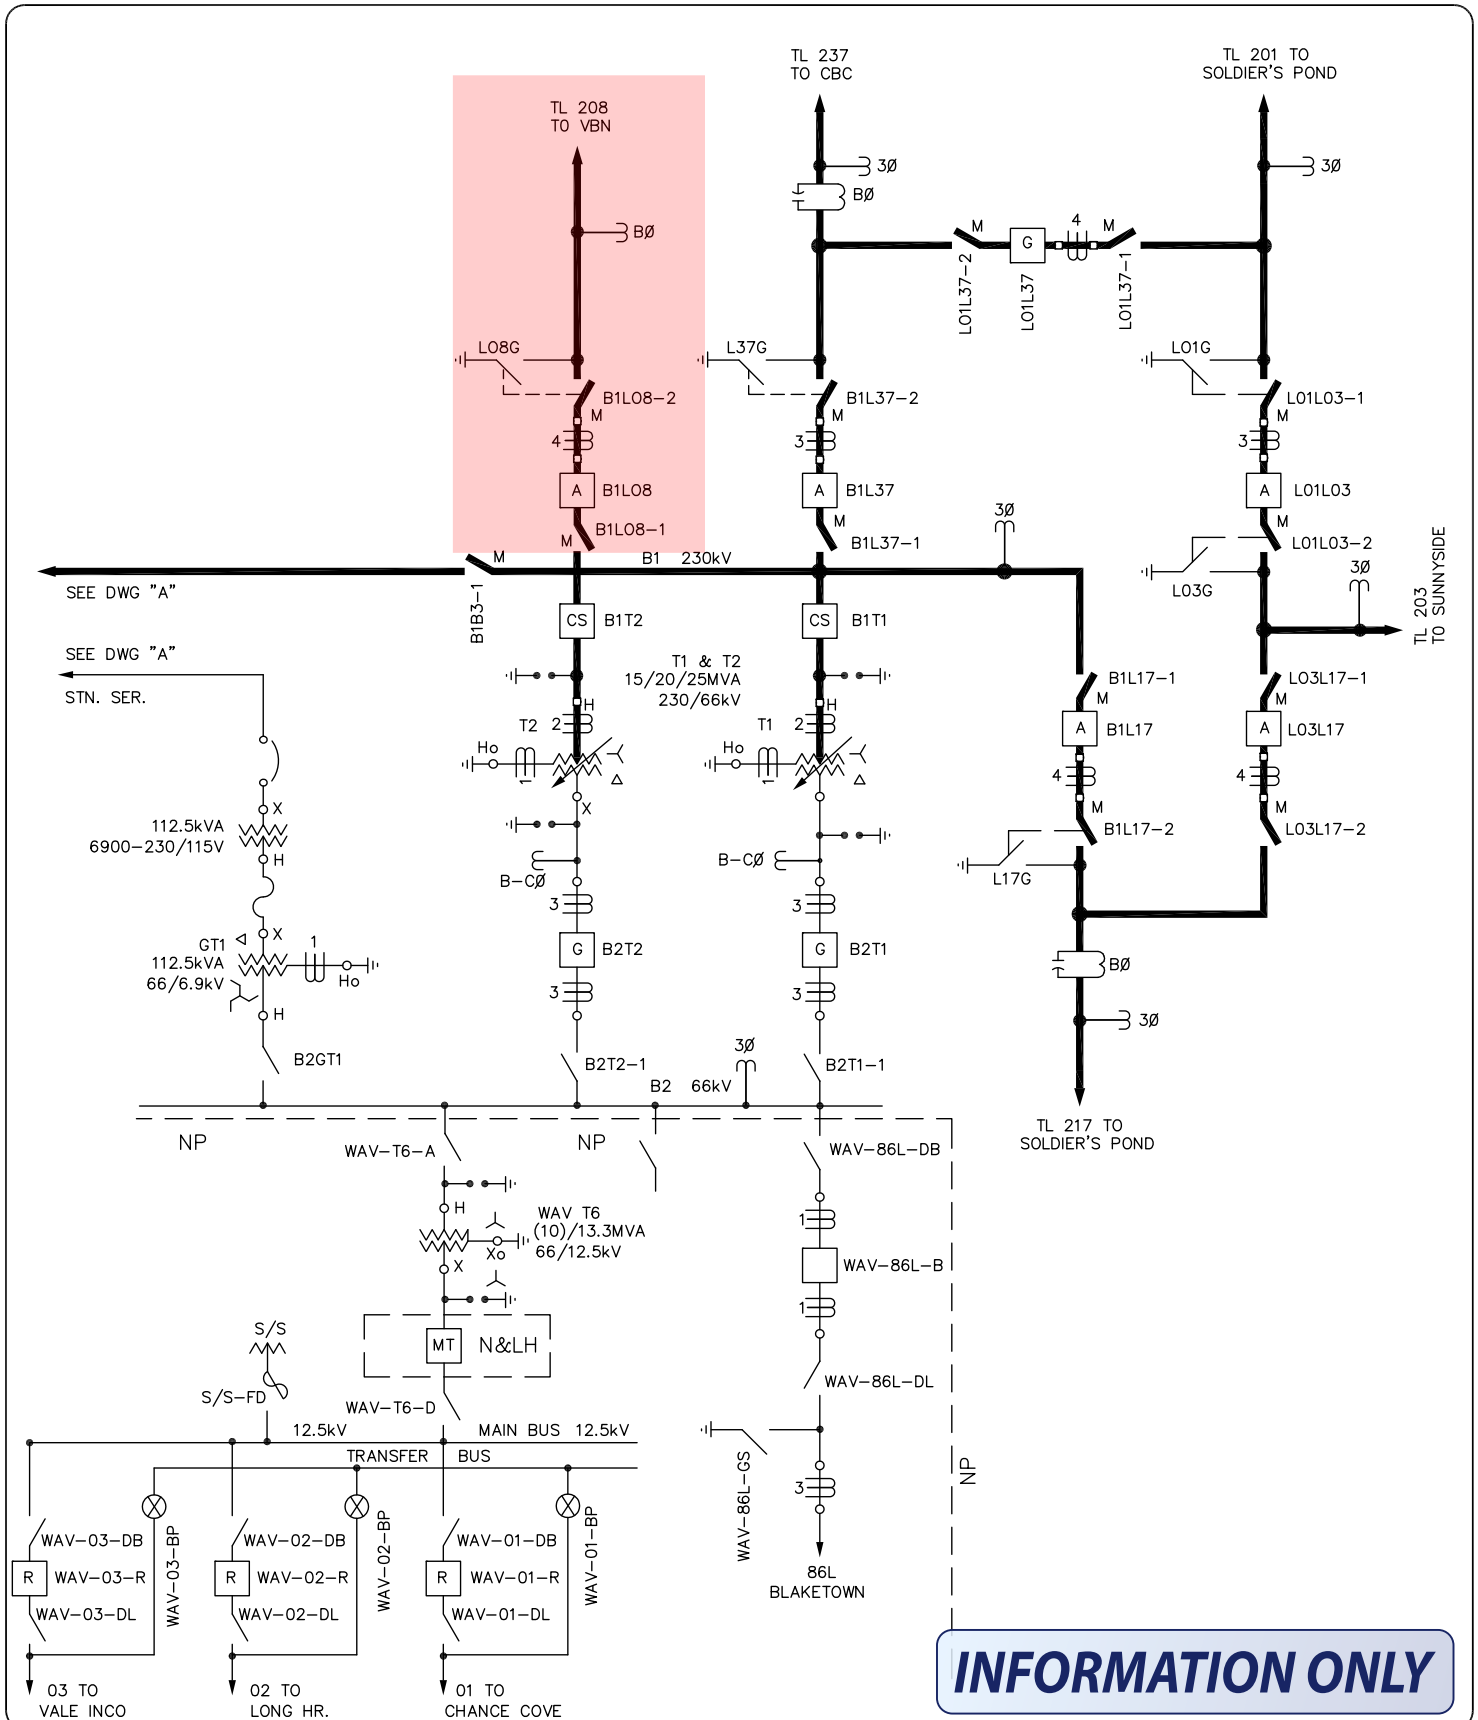 TL 208
TO VBN
TL 237
TO CBC
TL 201 TO
SOLDIER'S POND
3Ø
BØ
3Ø
BØ
M
G
4
M
L01L37-2
L01L37
L01L37-1
L08G
L37G
L01G
B1L08-2
M
4
B1L37-2
M
3
L01L03-1
M
3
A
B1L08
A
B1L37
A
L01L03
B1L08-1
M
M
B1L37-1
M
L01L03-2
3Ø
L03G
3Ø
TL 203
TO SUNNYSIDE
M
B1 230kV
B1B3-1
SEE DWG "A"
CS
B1T2
CS
B1T1
SEE DWG "A"
STN. SER.
T1 & T2
15/20/25MVA
230/66kV
H
H
T2
2
T1
2
Ho
1
Ho
1
X
B1L17-1
M
A
B1L17
4
M
B1L17-2
L17G
L03L17-1
M
A
L03L17
4
M
L03L17-2
X
112.5kVA
6900-230/115V
H
B-CØ
B-CØ
3
3
X
GT1
112.5kVA
66/6.9kV
1
Ho
H
G
B2T2
G
B2T1
3
3
BØ
3Ø
B2GT1
B2T2-1
3Ø
B2T1-1
B2 66kV
TL 217 TO
SOLDIER'S POND
NP
NP
WAV-T6-A
WAV-86L-DB
H
WAV T6
(10)/13.3MVA
66/12.5kV
Xo
X
1
WAV-86L-B
1
MT
N&LH
S/S
S/S-FD
WAV-T6-D
WAV-86L-DL
12.5kV
MAIN BUS 12.5kV
TRANSFER BUS
WAV-86L-GS
3
NP
WAV-03-DB
R
WAV-03-R
WAV-03-DL
WAV-03-BP
WAV-02-DB
R
WAV-02-R
WAV-02-DL
WAV-02-BP
WAV-01-DB
R
WAV-01-R
WAV-01-DL
WAV-01-BP
86L
BLAKETOWN
03 TO
VALE INCO
02 TO
LONG HR.
01 TO
CHANCE COVE
INFORMATION ONLY